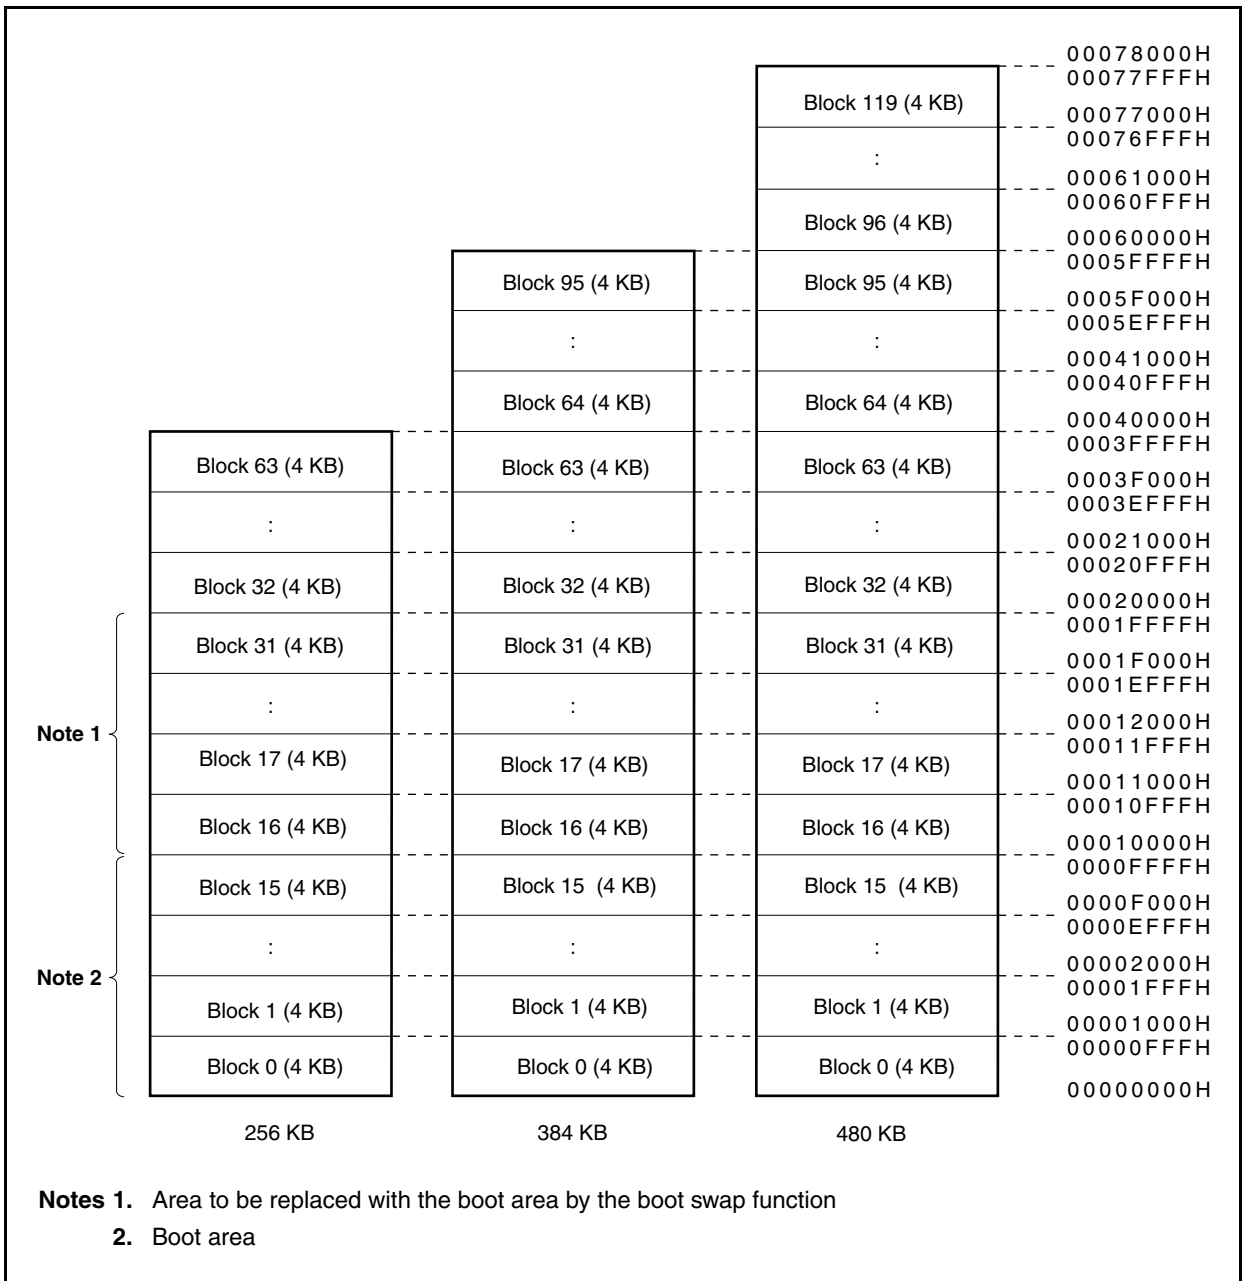 00078000H
00077FFFH
Block 119 (4 KB)
00077000H
00076FFFH
:
00061000H
00060FFFH
Block 96 (4 KB)
00060000H
0005FFFFH
Block 95 (4 KB) Block 95 (4 KB)
0005F000H
0005EFFFH
: :
00041000H
00040FFFH
Block 64 (4 KB) Block 64 (4 KB)
00040000H
0003FFFFH
Block 63 (4 KB) Block 63 (4 KB) Block 63 (4 KB)
0003F000H
0003EFFFH
: : :
00021000H
00020FFFH
Block 32 (4 KB) Block 32 (4 KB) Block 32 (4 KB)
00020000H
0001FFFFH
Block 31 (4 KB) Block 31 (4 KB) Block 31 (4 KB)
0001F000H
0001EFFFH
: : :
00012000H
Note 1
00011FFFH
Block 17 (4 KB) Block 17 (4 KB) Block 17 (4 KB)
00011000H
00010FFFH
Block 16 (4 KB) Block 16 (4 KB) Block 16 (4 KB)
00010000H
0000FFFFH
Block 15 (4 KB) Block 15 (4 KB) Block 15 (4 KB)
0000F000H
0000EFFFH
: : :
00002000H
Note 2
00001FFFH
Block 1 (4 KB) Block 1 (4 KB) Block 1 (4 KB)
00001000H
00000FFFH
Block 0 (4 KB) Block 0 (4 KB) Block 0 (4 KB)
00000000H
256 KB 384 KB 480 KB
Notes 1. Area to be replaced with the boot area by the boot swap function
2. Boot area